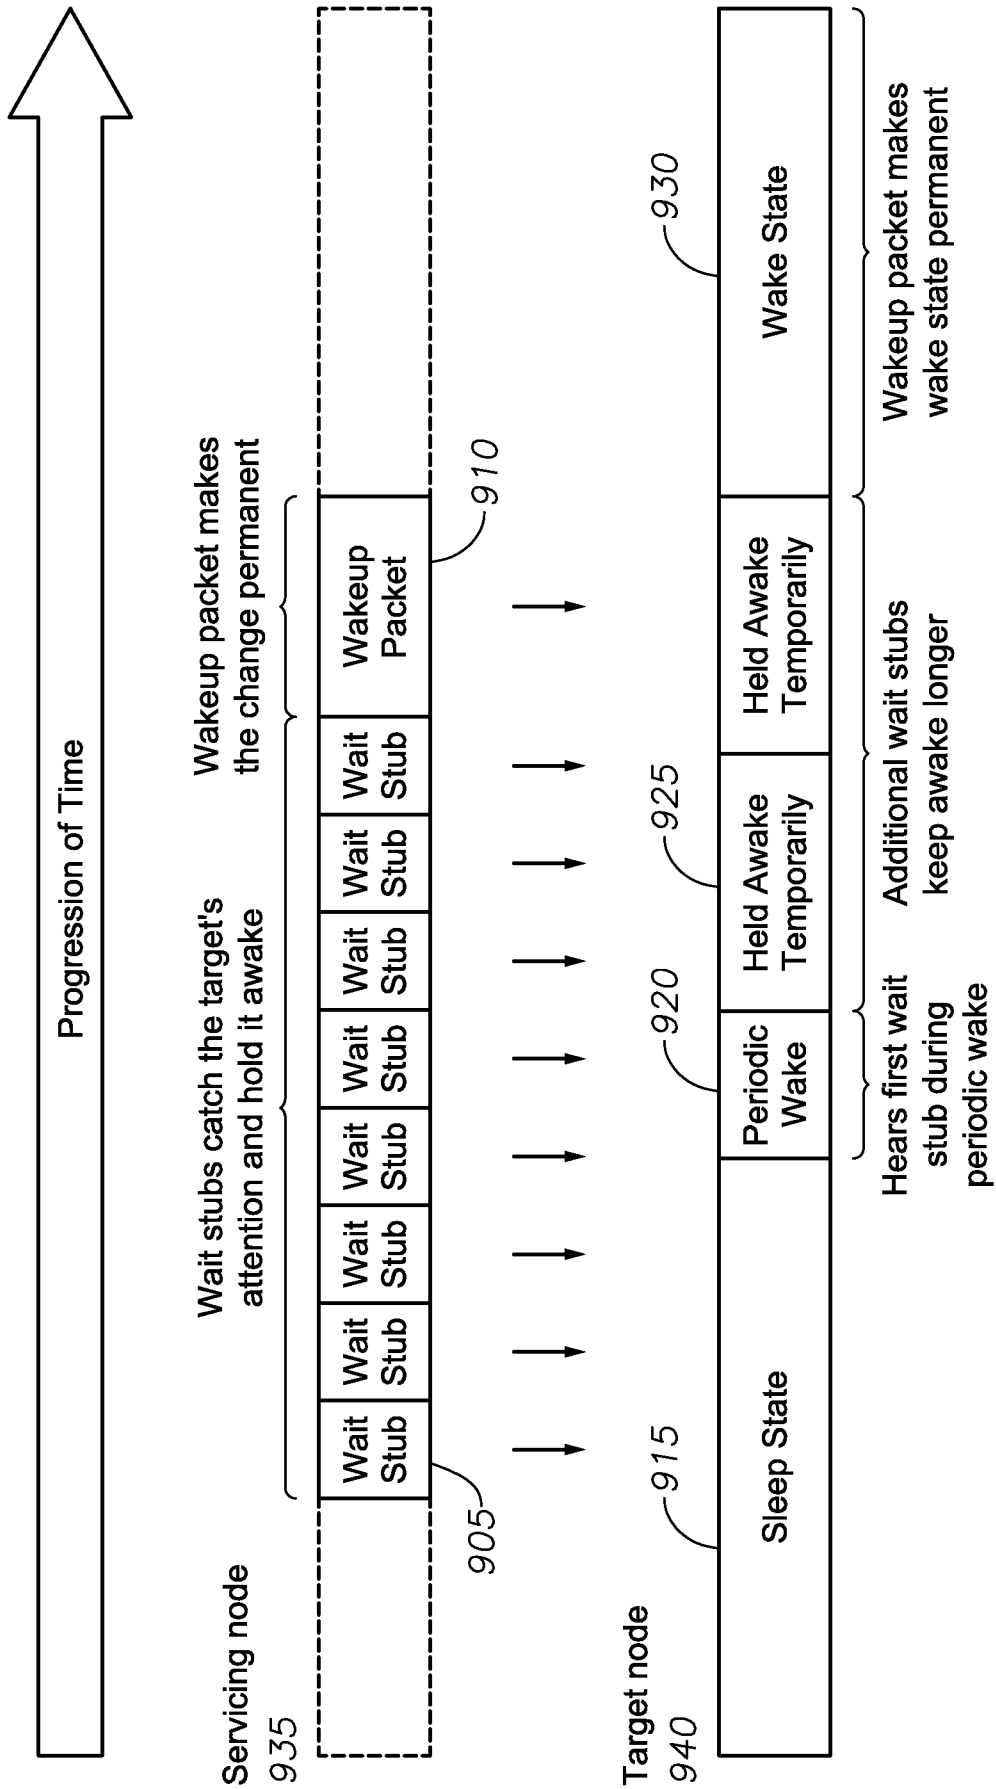 Progression of Time
Servicing node
935
Wait stubs catch the target's
attention and hold it awake
Wakeup packet makes
the change permanent
Wait
Stub
Wait
Stub
Wait
Stub
Wait
Stub
Wait
Stub
Wait
Stub
Wait
Stub
Wait
Stub
Wakeup
Packet
905
910
Target node
940
915
920
925
930
Sleep State
Periodic
Wake
Held Awake
Temporarily
Held Awake
Temporarily
Wake State
Hears first wait
stub during
periodic wake
Additional wait stubs
keep awake longer
Wakeup packet makes
wake state permanent